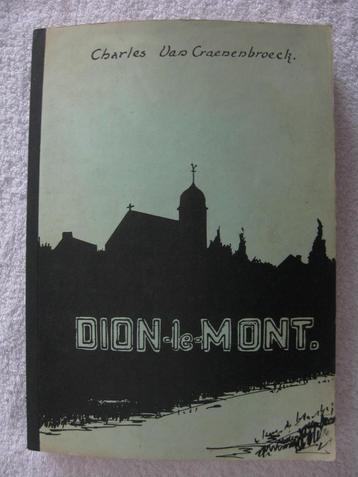 Charles Van Craenenbroeck.
DION-le-MONT.